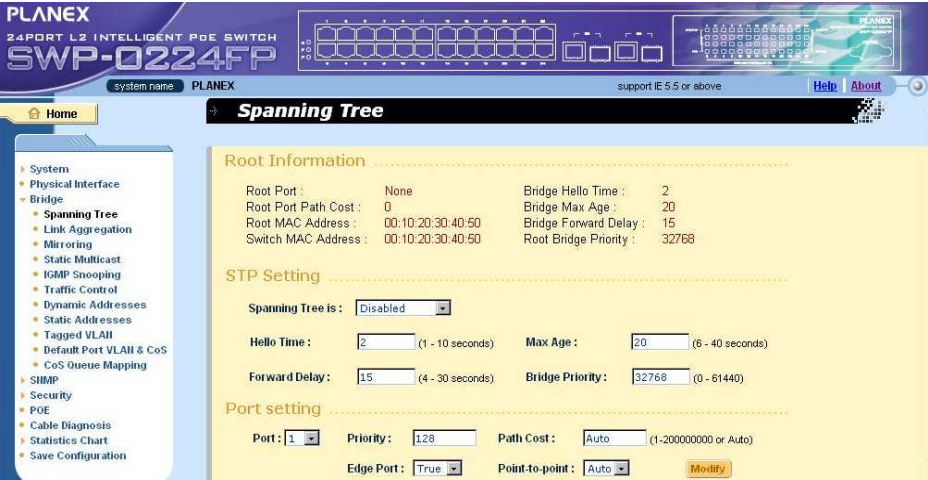 PLANEX
24PORT L2 INTELLIGENT POE SWITCH
SWP-0224FP
PLANEX
system name PLANEX support IE 5.5 or above Help About
Home
Spanning Tree
System
Physical Interface
Bridge
Spanning Tree
Link Aggregation
Mirroring
Static Multicast
IGMP Snooping
Traffic Control
Dynamic Addresses
Static Addresses
Tagged VLAN
Default Port VLAN & CoS
CoS Queue Mapping
SNMP
Security
POE
Cable Diagnosis
Statistics Chart
Save Configuration
Root Information
Root Port : None Bridge Hello Time : 2
Root Port Path Cost : 0 Bridge Max Age : 20
Root MAC Address : 00:10:20:30:40:50 Bridge Forward Delay : 15
Switch MAC Address : 00:10:20:30:40:50 Root Bridge Priority : 32768
STP Setting
Spanning Tree is : Disabled
Hello Time : 2 (1 - 10 seconds) Max Age : 20 (6 - 40 seconds)
Forward Delay : 15 (4 - 30 seconds) Bridge Priority : 32768 (0 - 61440)
Port setting
Port : 1 Priority : 128 Path Cost : Auto (1-200000000 or Auto)
Edge Port : True Point-to-point : Auto Modify